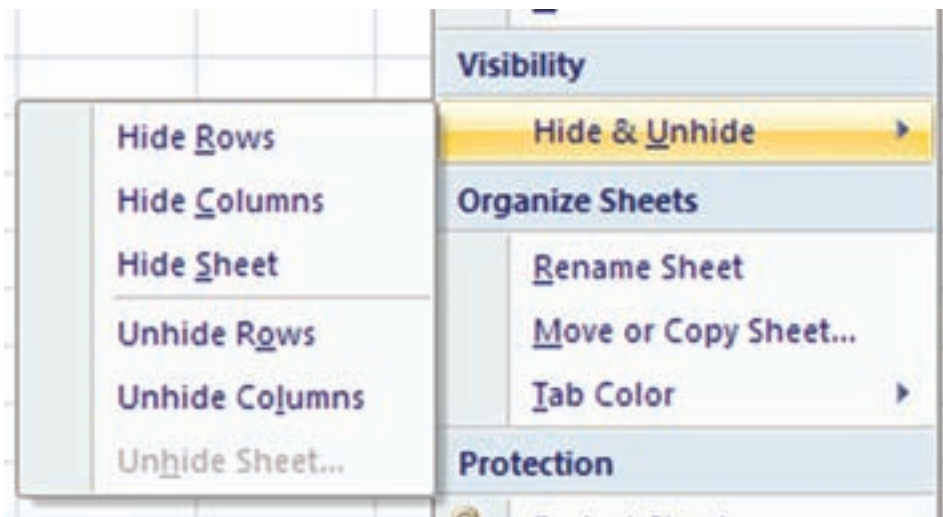 Visibility
Hide & Unhide
Hide Rows
Hide Columns
Hide Sheet
Unhide Rows
Unhide Columns
Unhide Sheet...
Organize Sheets
Rename Sheet
Move or Copy Sheet...
Tab Color
Protection